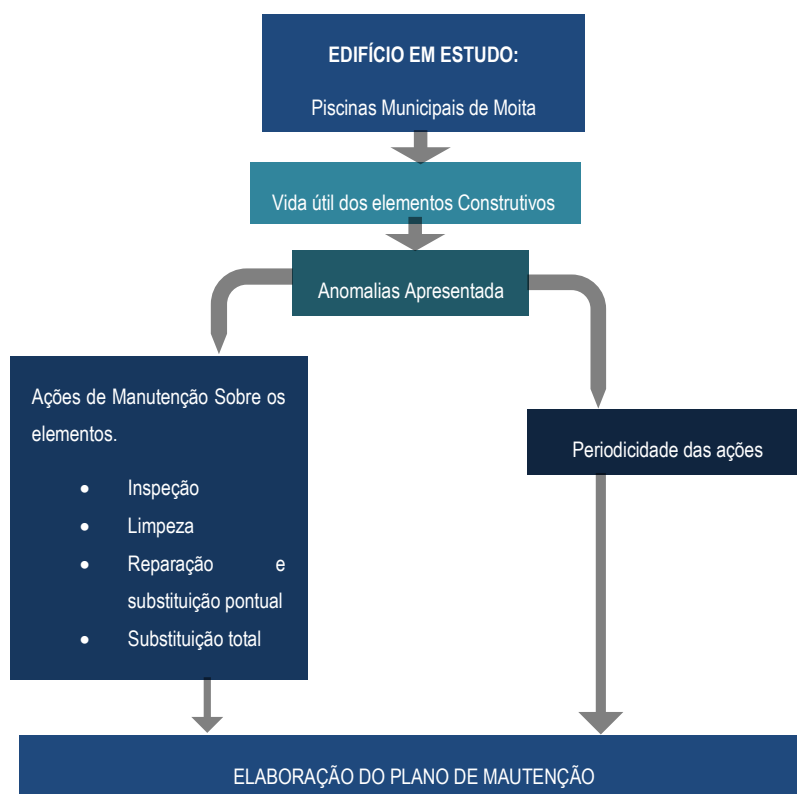 EDIFÍCIO EM ESTUDO:
Piscinas Municipais de Moita
Vida útil dos elementos Construtivos
Anomalias Apresentada
Ações de Manutenção Sobre os
elementos.
• Inspeção
• Limpeza
• Reparação e
substituição pontual
• Substituição total
Periodicidade das ações
ELABORAÇÃO DO PLANO DE MAUTENÇÃO